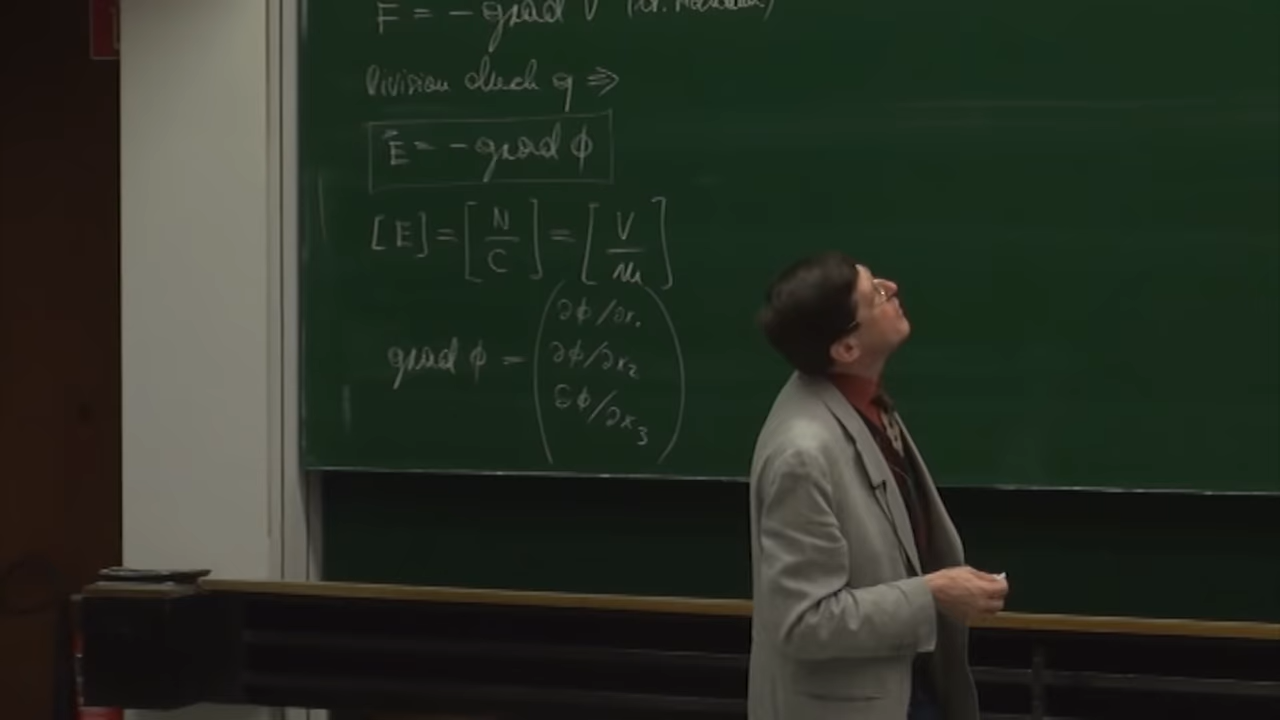 F = - grad V
Division durch q ⇒
E⃗ = - grad ϕ
[E] = [N/C] = [V/m]
∂ϕ/∂x₁
grad ϕ = ∂ϕ/∂x₂
∂ϕ/∂x₃